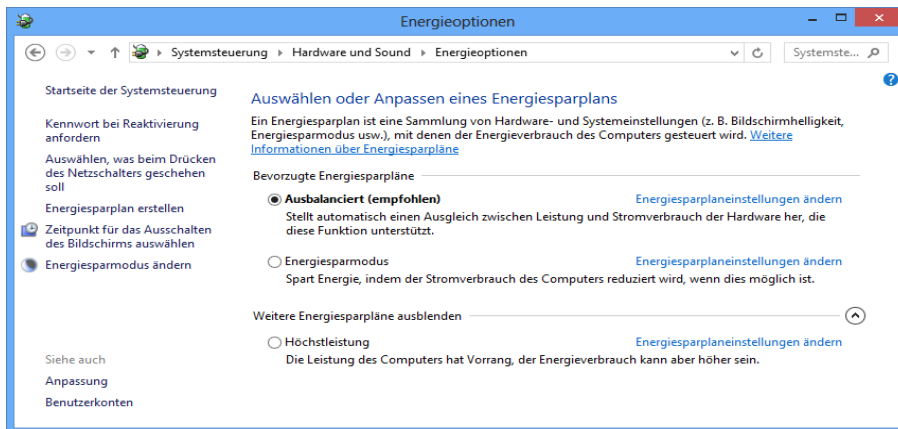 Energieoptionen
Systemsteuerung Hardware und Sound Energieoptionen
Systemste...
Startseite der Systemsteuerung
Kennwort bei Reaktivierung
anfordern
Auswählen, was beim Drücken
des Netzschalters geschehen
soll
Energiesparplan erstellen
Zeitpunkt für das Ausschalten
des Bildschirms auswählen
Energiesparmodus ändern
Siehe auch
Anpassung
Benutzerkonten
Auswählen oder Anpassen eines Energiesparplans
Ein Energiesparplan ist eine Sammlung von Hardware- und Systemeinstellungen (z. B. Bildschirmhelligkeit,
Energiesparmodus usw.), mit denen der Energieverbrauch des Computers gesteuert wird. Weitere
Informationen über Energiesparpläne
Bevorzugte Energiesparpläne
Ausbalanciert (empfohlen) Energiesparplaneinstellungen ändern
Stellt automatisch einen Ausgleich zwischen Leistung und Stromverbrauch der Hardware her, die
diese Funktion unterstützt.
Energiesparmodus Energiesparplaneinstellungen ändern
Spart Energie, indem der Stromverbrauch des Computers reduziert wird, wenn dies möglich ist.
Weitere Energiesparpläne ausblenden
Höchstleistung Energiesparplaneinstellungen ändern
Die Leistung des Computers hat Vorrang, der Energieverbrauch kann aber höher sein.